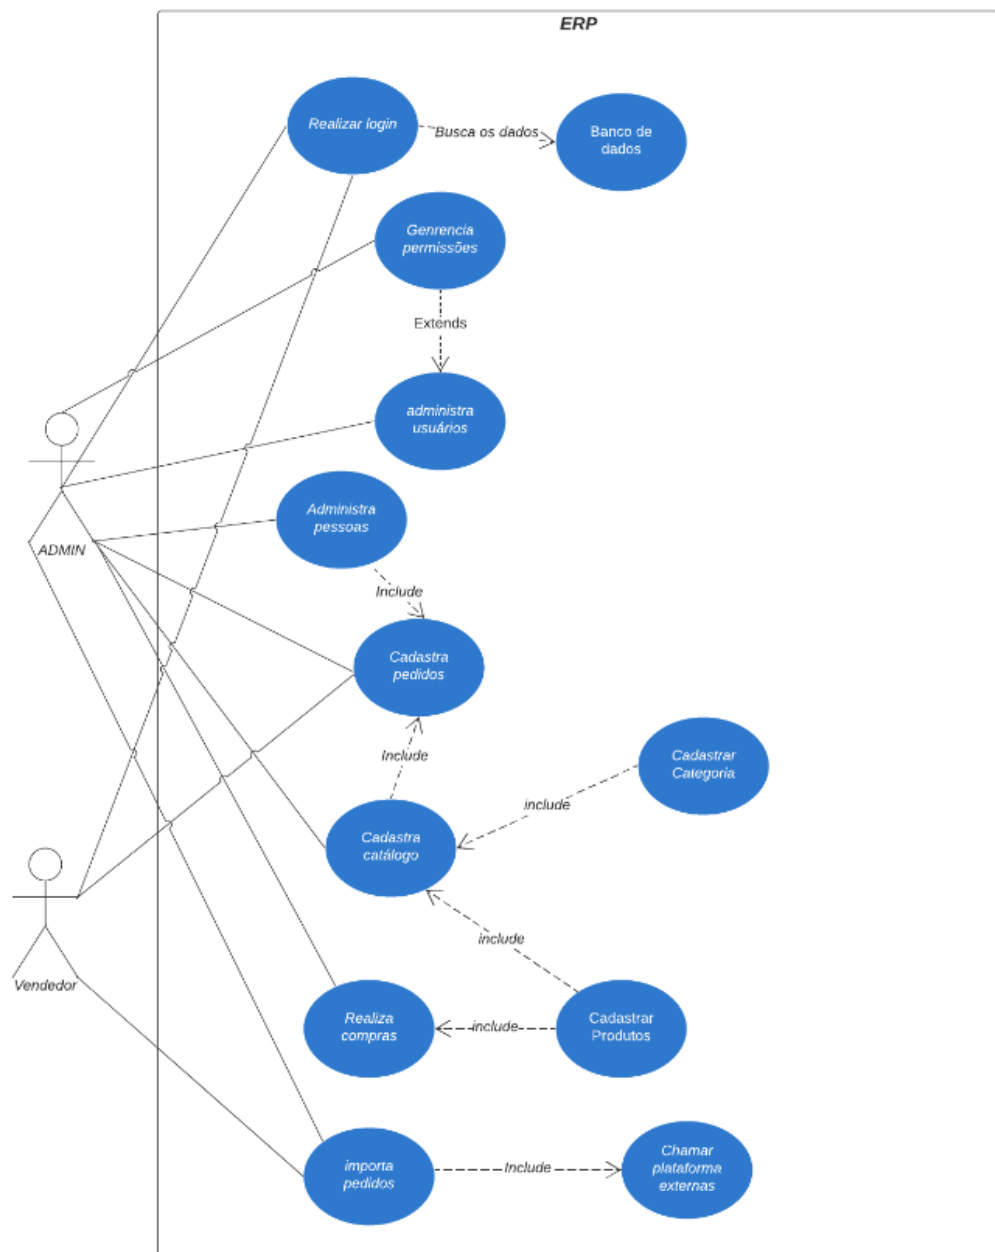 ERP
Realizar login
Busca os dados
Banco de
dados
Genrencia
permissões
Extends
administra
usuários
Administra
pessoas
ADMIN
Include
Cadastra
pedidos
Include
Cadastrar
Categoria
include
Cadastra
catálogo
include
Vendedor
Realiza
compras
include
Cadastrar
Produtos
importa
pedidos
Include
Chamar
plataforma
externas